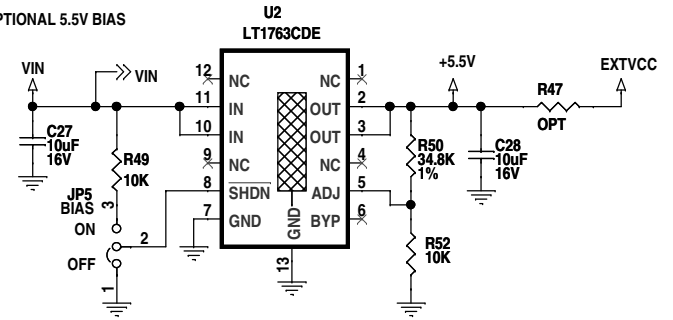 PTIONAL 5.5V BIAS
U2
LT1763CDE
VIN
VIN
+5.5V
R47
EXTVCC
OPT
12
NC
NC
1
11
IN
OUT
2
10
IN
OUT
3
9
NC
NC
4
8
SHDN
ADJ
5
7
GND
GND
BYP
6
13
C27
10uF
16V
R49
10K
JP5
BIAS
ON
OFF
3
2
1
R50
34.8K
1%
C28
10uF
16V
R52
10K